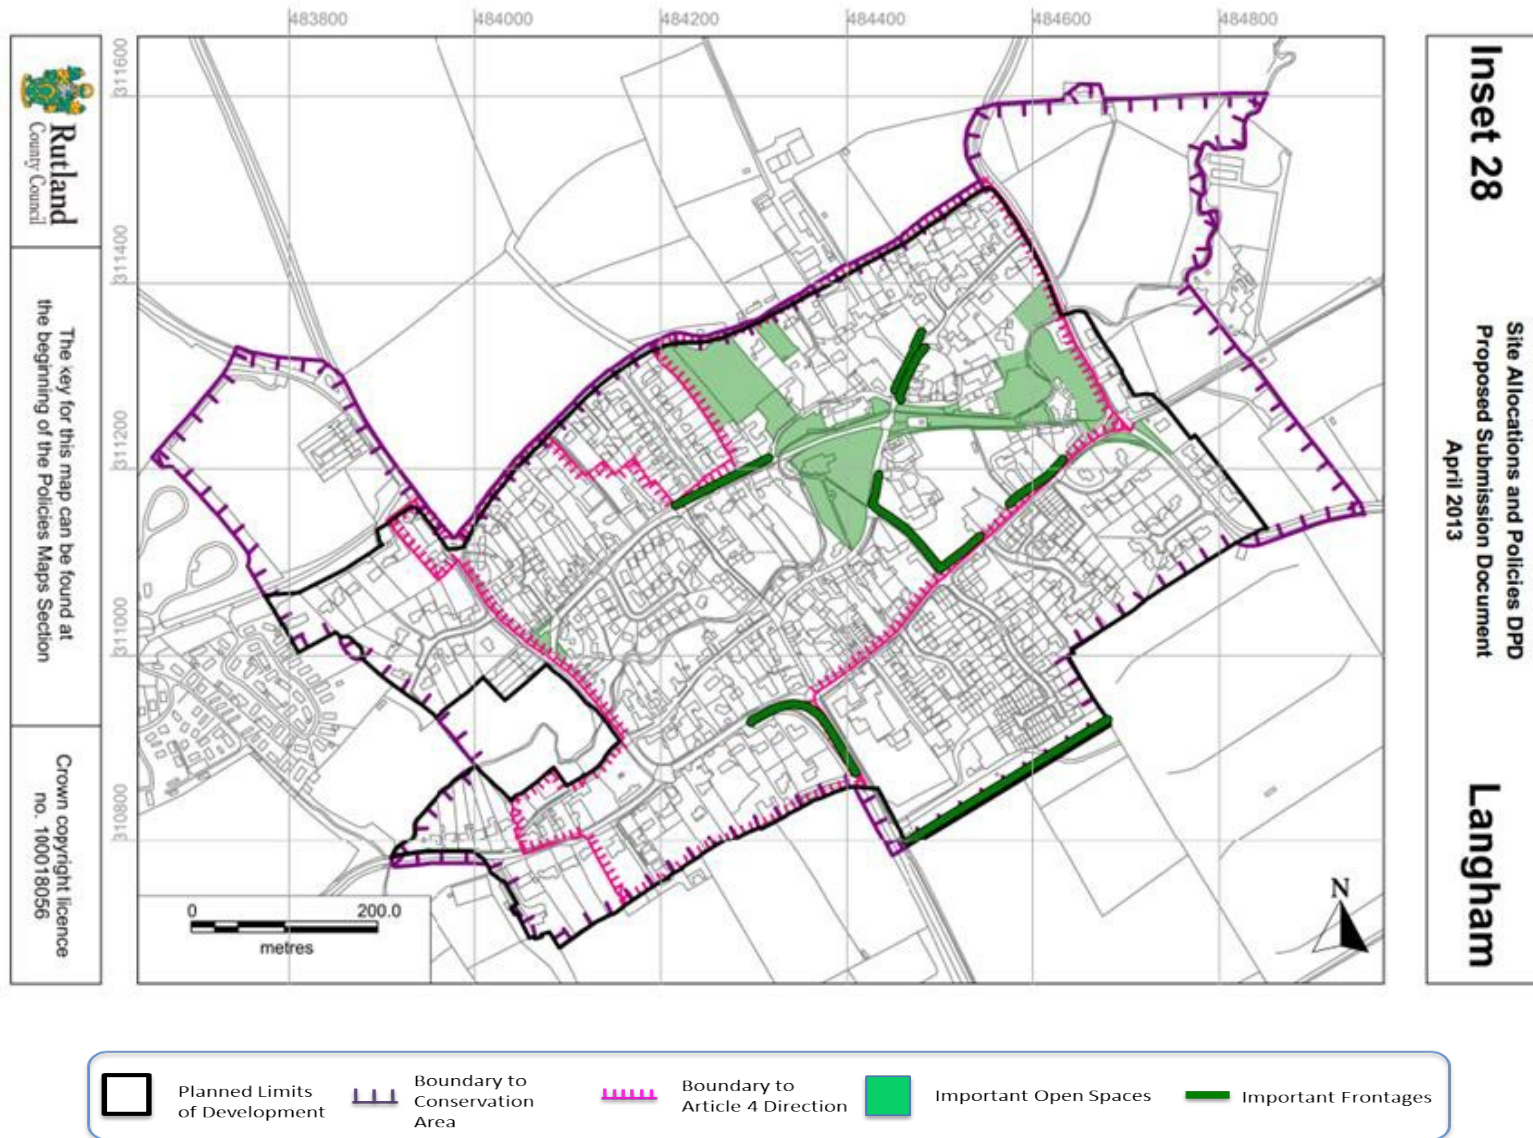 483800
484000
484200
484400
484600
484800
311600
311400
311200
311000
310800
Rutland
County Council
The key for this map can be found at
the beginning of the Policies Maps Section
Crown copyright licence
no. 100018056
0
200.0
metres
N
Inset 28
Site Allocations and Policies DPD
Proposed Submission Document
April 2013
Langham
Planned Limits
of Development
Boundary to
Conservation
Area
Boundary to
Article 4 Direction
Important Open Spaces
Important Frontages